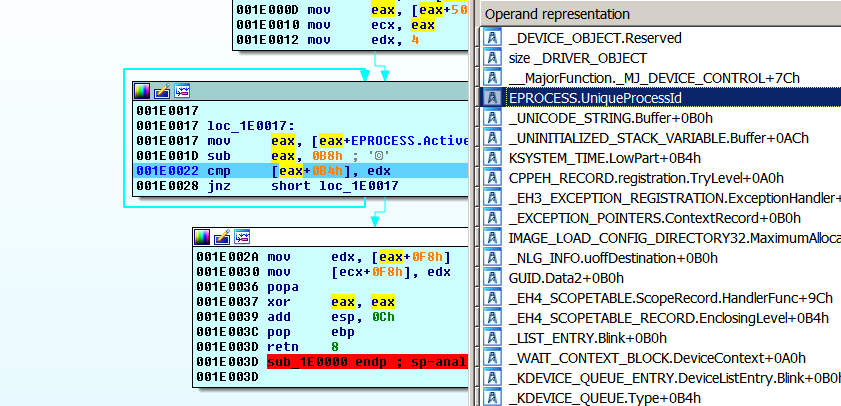 001E000D mov eax, [eax+50
001E0010 mov ecx, eax
001E0012 mov edx, 4
001E0017
001E0017 loc_1E0017:
001E0017 mov eax, [eax+EPROCESS.Active
001E001D sub eax, 0B8h ; '©'
001E0022 cmp [eax+0B4h], edx
001E0028 jnz short loc_1E0017
001E002A mov edx, [eax+0F8h]
001E0030 mov [ecx+0F8h], edx
001E0036 popa
001E0037 xor eax, eax
001E0039 add esp, 0Ch
001E003C pop ebp
001E003D retn 8
001E003D sub_1E0000 endp ; sp-anal
001E003D
Operand representation
_DEVICE_OBJECT.Reserved
size _DRIVER_OBJECT
__MajorFunction._MJ_DEVICE_CONTROL+7Ch
EPROCESS.UniqueProcessId
_UNICODE_STRING.Buffer+0B0h
_UNINITIALIZED_STACK_VARIABLE.Buffer+0ACh
KSYSTEM_TIME.LowPart+0B4h
CPPEH_RECORD.registration.TryLevel+0A0h
_EH3_EXCEPTION_REGISTRATION.ExceptionHandler+
_EXCEPTION_POINTERS.ContextRecord+0B0h
IMAGE_LOAD_CONFIG_DIRECTORY32.MaximumAlloca
_NLG_INFO.uoffDestination+0B0h
GUID.Data2+0B0h
_EH4_SCOPETABLE.ScopeRecord.HandlerFunc+9Ch
_EH4_SCOPETABLE_RECORD.EnclosingLevel+0B4h
_LIST_ENTRY.Blink+0B0h
_WAIT_CONTEXT_BLOCK.DeviceContext+0A0h
_KDEVICE_QUEUE_ENTRY.DeviceListEntry.Blink+0B0h
_KDEVICE_QUEUE.Type+0B4h